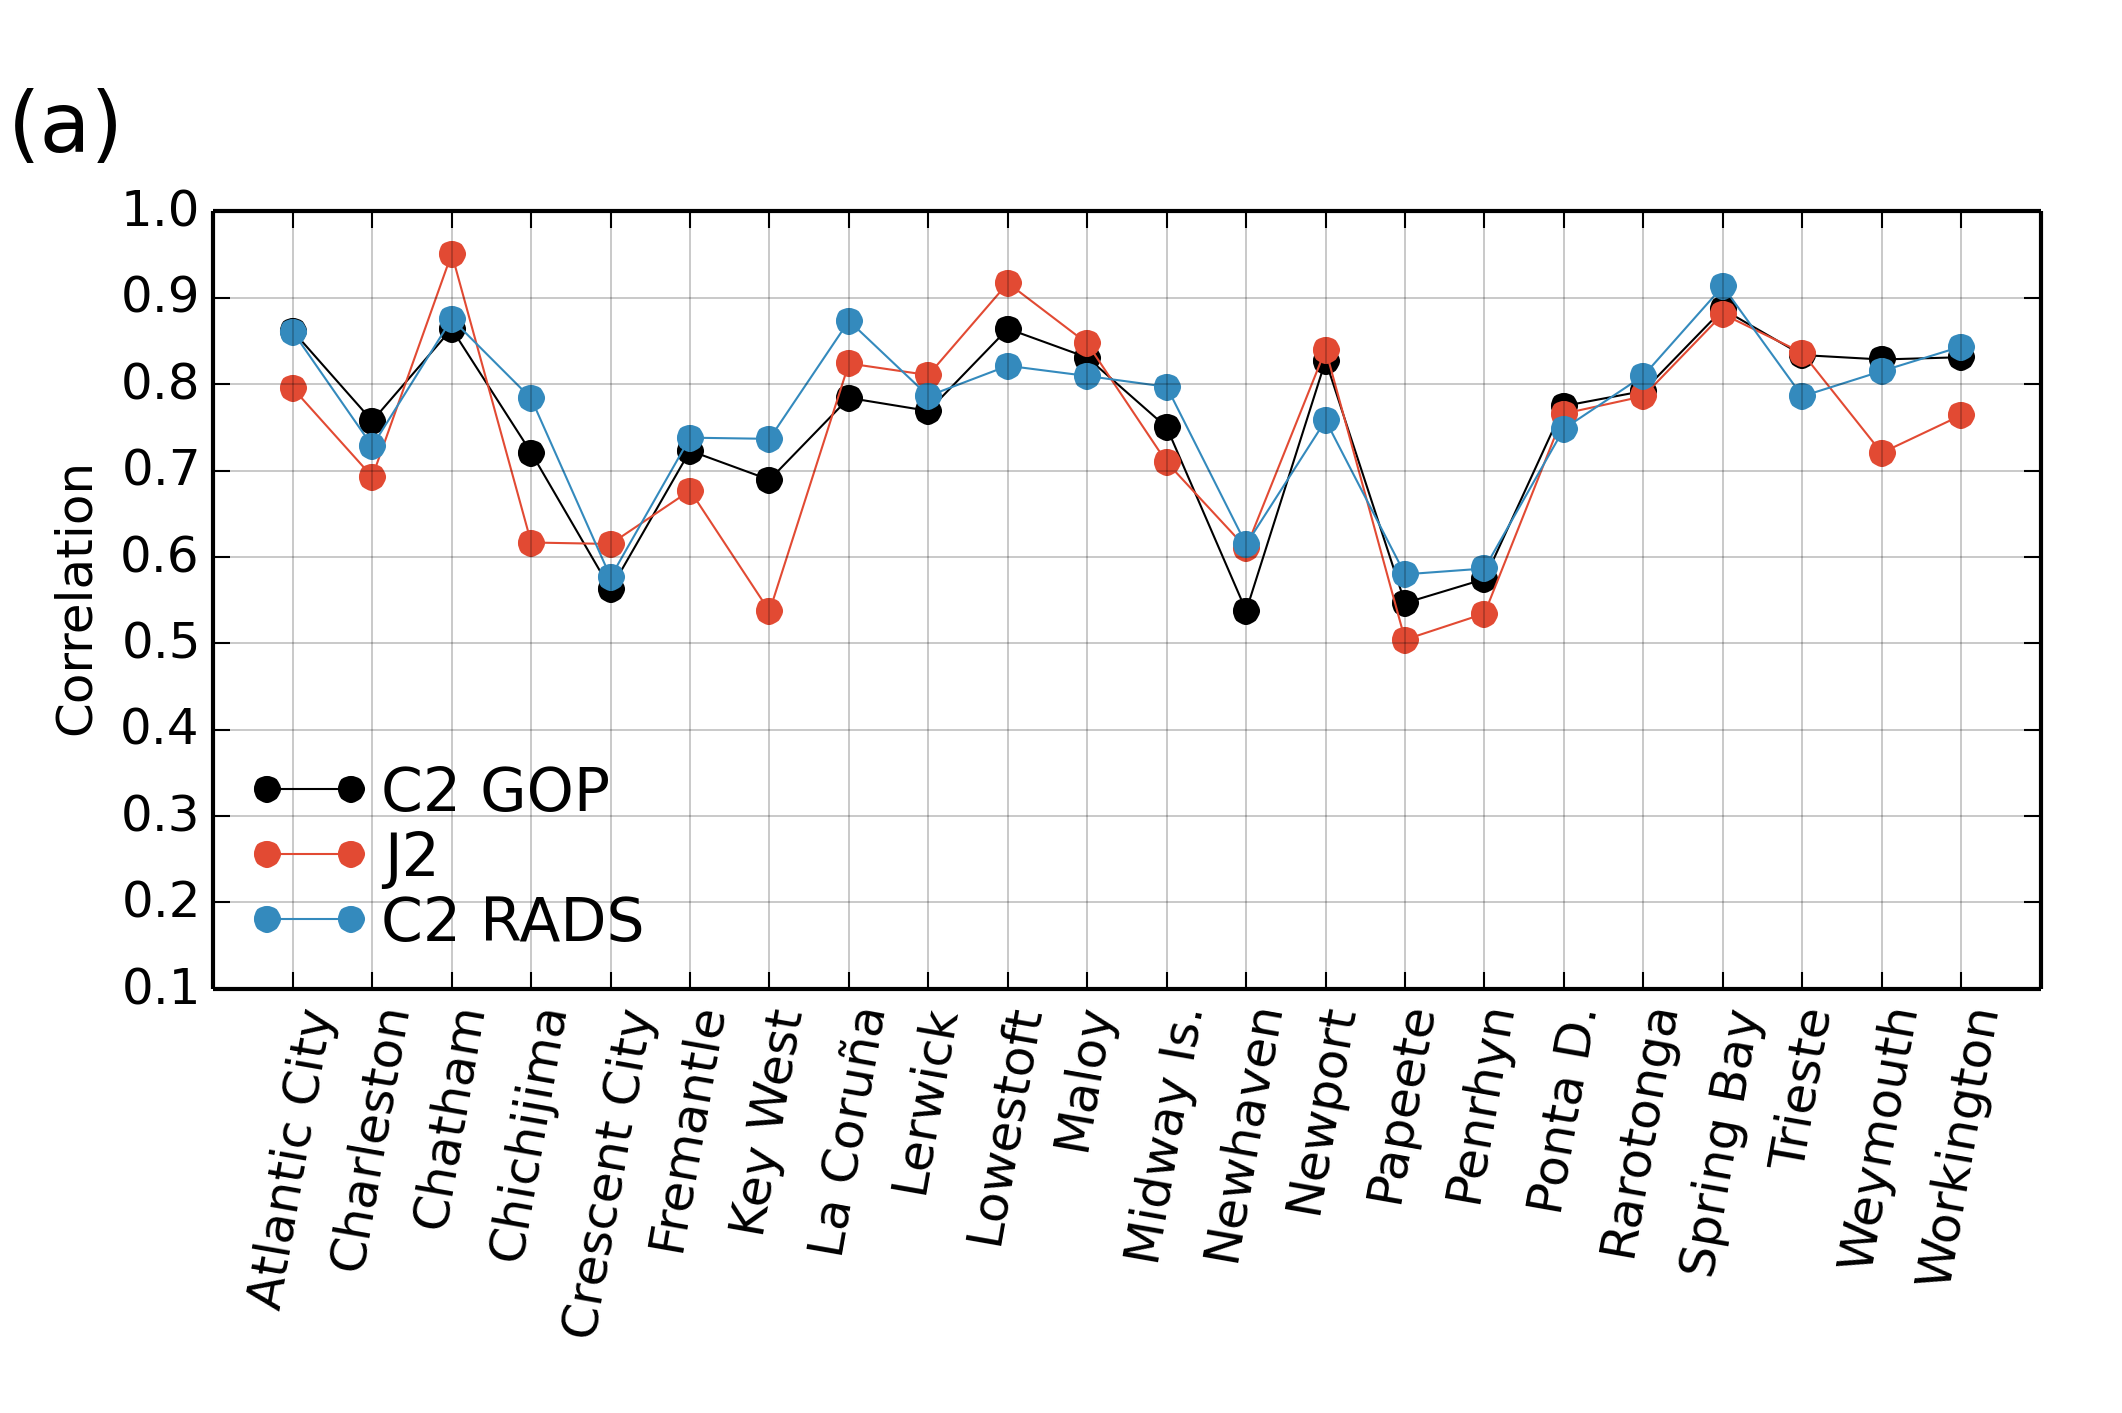 (a)
Correlation
1.0
0.9
0.8
0.7
0.6
0.5
0.4
0.3
0.2
0.1
C2 GOP
J2
C2 RADS
Atlantic City
Charleston
Chatham
Chichijima
Crescent City
Fremantle
Key West
La Coruña
Lerwick
Lowestoft
Maloy
Midway Is.
Newhaven
Newport
Papeete
Penrhyn
Ponta D.
Rarotonga
Spring Bay
Trieste
Weymouth
Workington